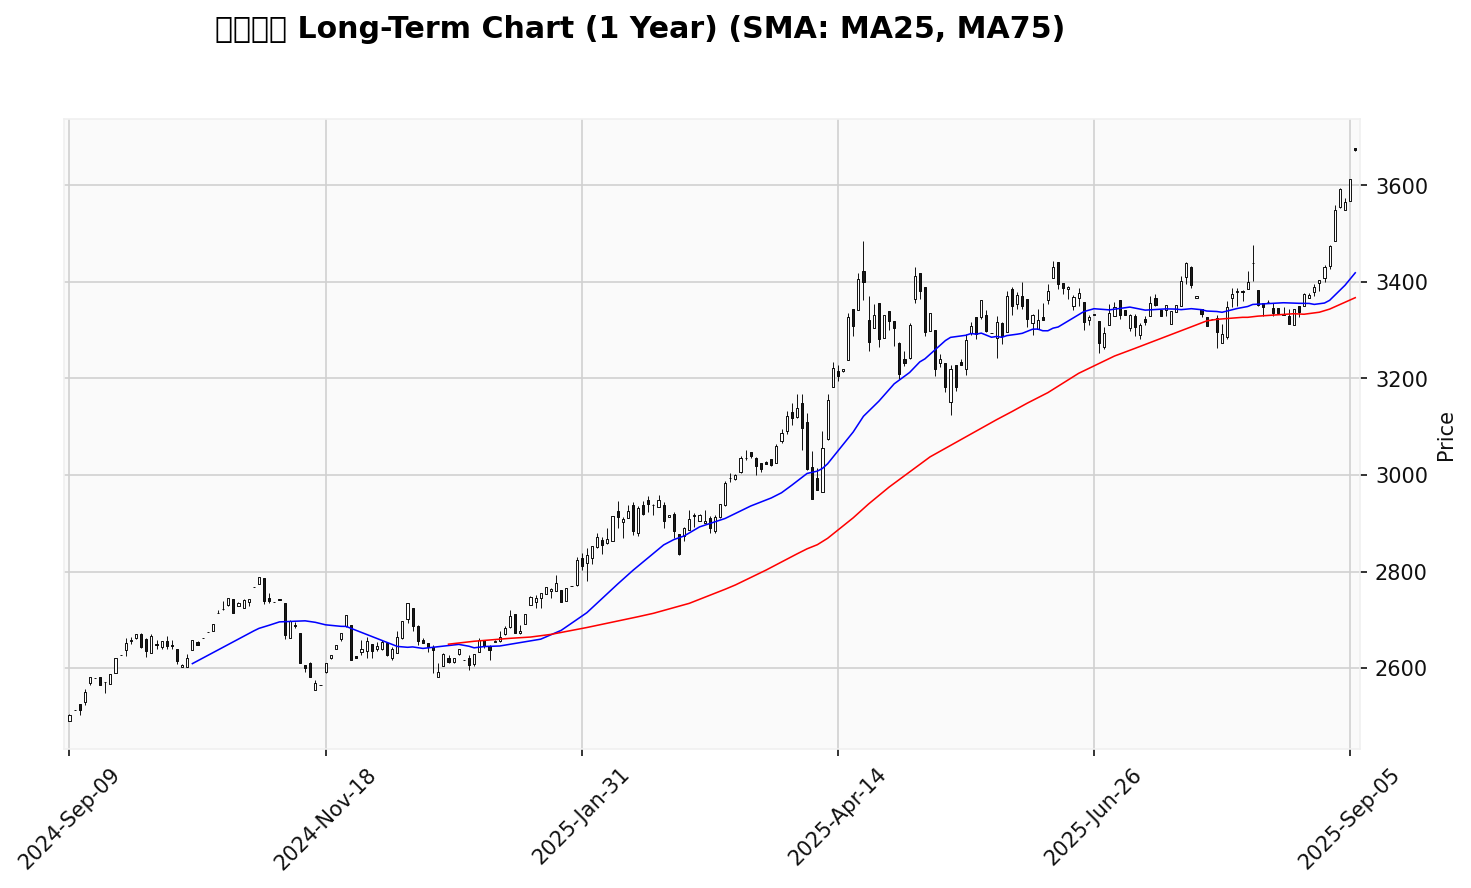 Long-Term Chart (1 Year) (SMA: MA25, MA75)
3600
3400
3200
3000
2800
2600
Price
2024-Sep-09
2024-Nov-18
2025-Jan-31
2025-Apr-14
2025-Jun-26
2025-Sep-05